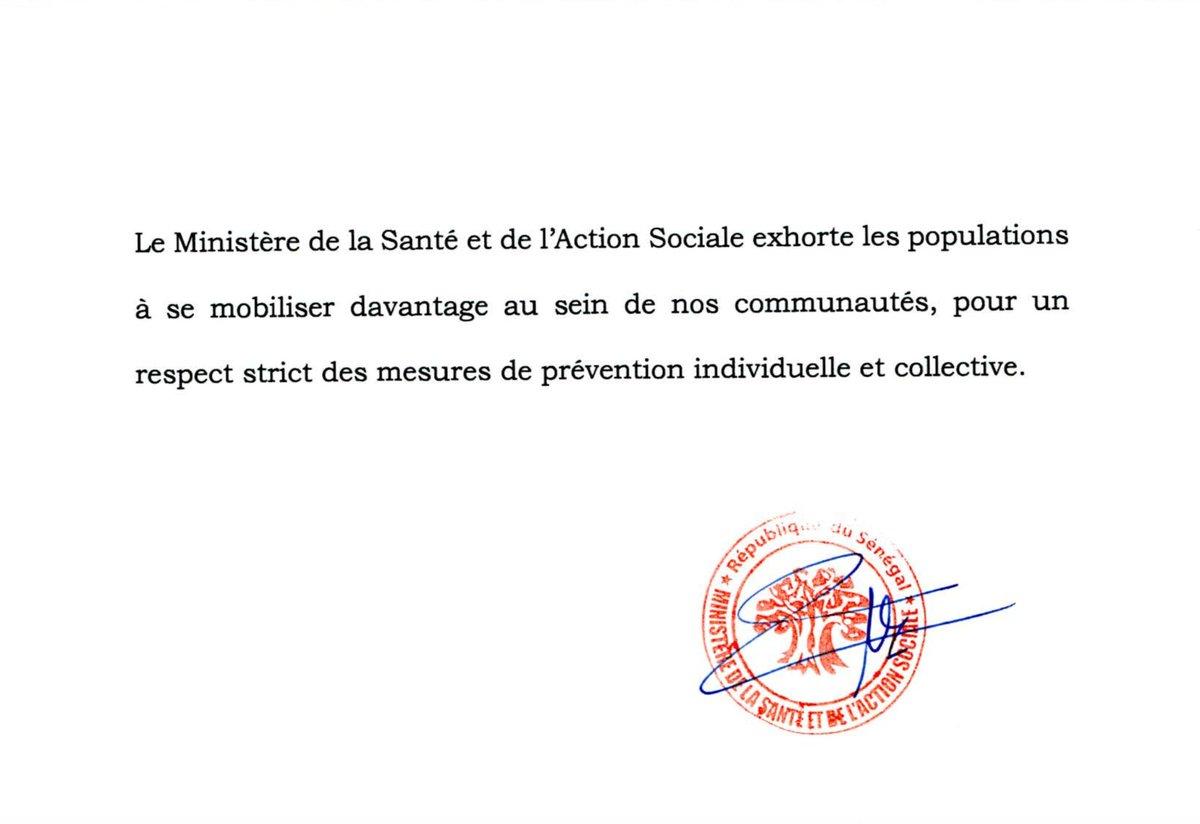 Le Ministère de la Santé et de l'Action Sociale exhorte les populations
à se mobiliser davantage au sein de nos communautés, pour un
respect strict des mesures de prévention individuelle et collective.
★ République du Sénégal ★
MINISTÈRE DE LA SANTÉ ET DE L'ACTION SOCIALE